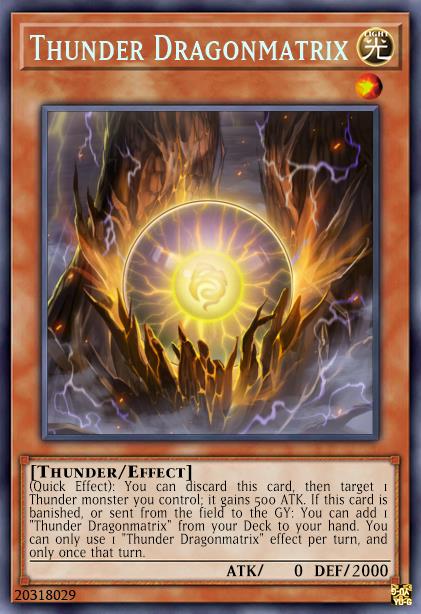 THUNDER DRAGONMATRIX
LIGHT
光
[THUNDER/EFFECT]
(Quick Effect): You can discard this card, then target 1
Thunder monster you control; it gains 500 ATK. If this card is
banished, or sent from the field to the GY: You can add 1
"Thunder Dragonmatrix" from your Deck to your hand. You
can only use 1 "Thunder Dragonmatrix" effect per turn, and
only once that turn.
ATK/ 0 DEF/2000
20318029